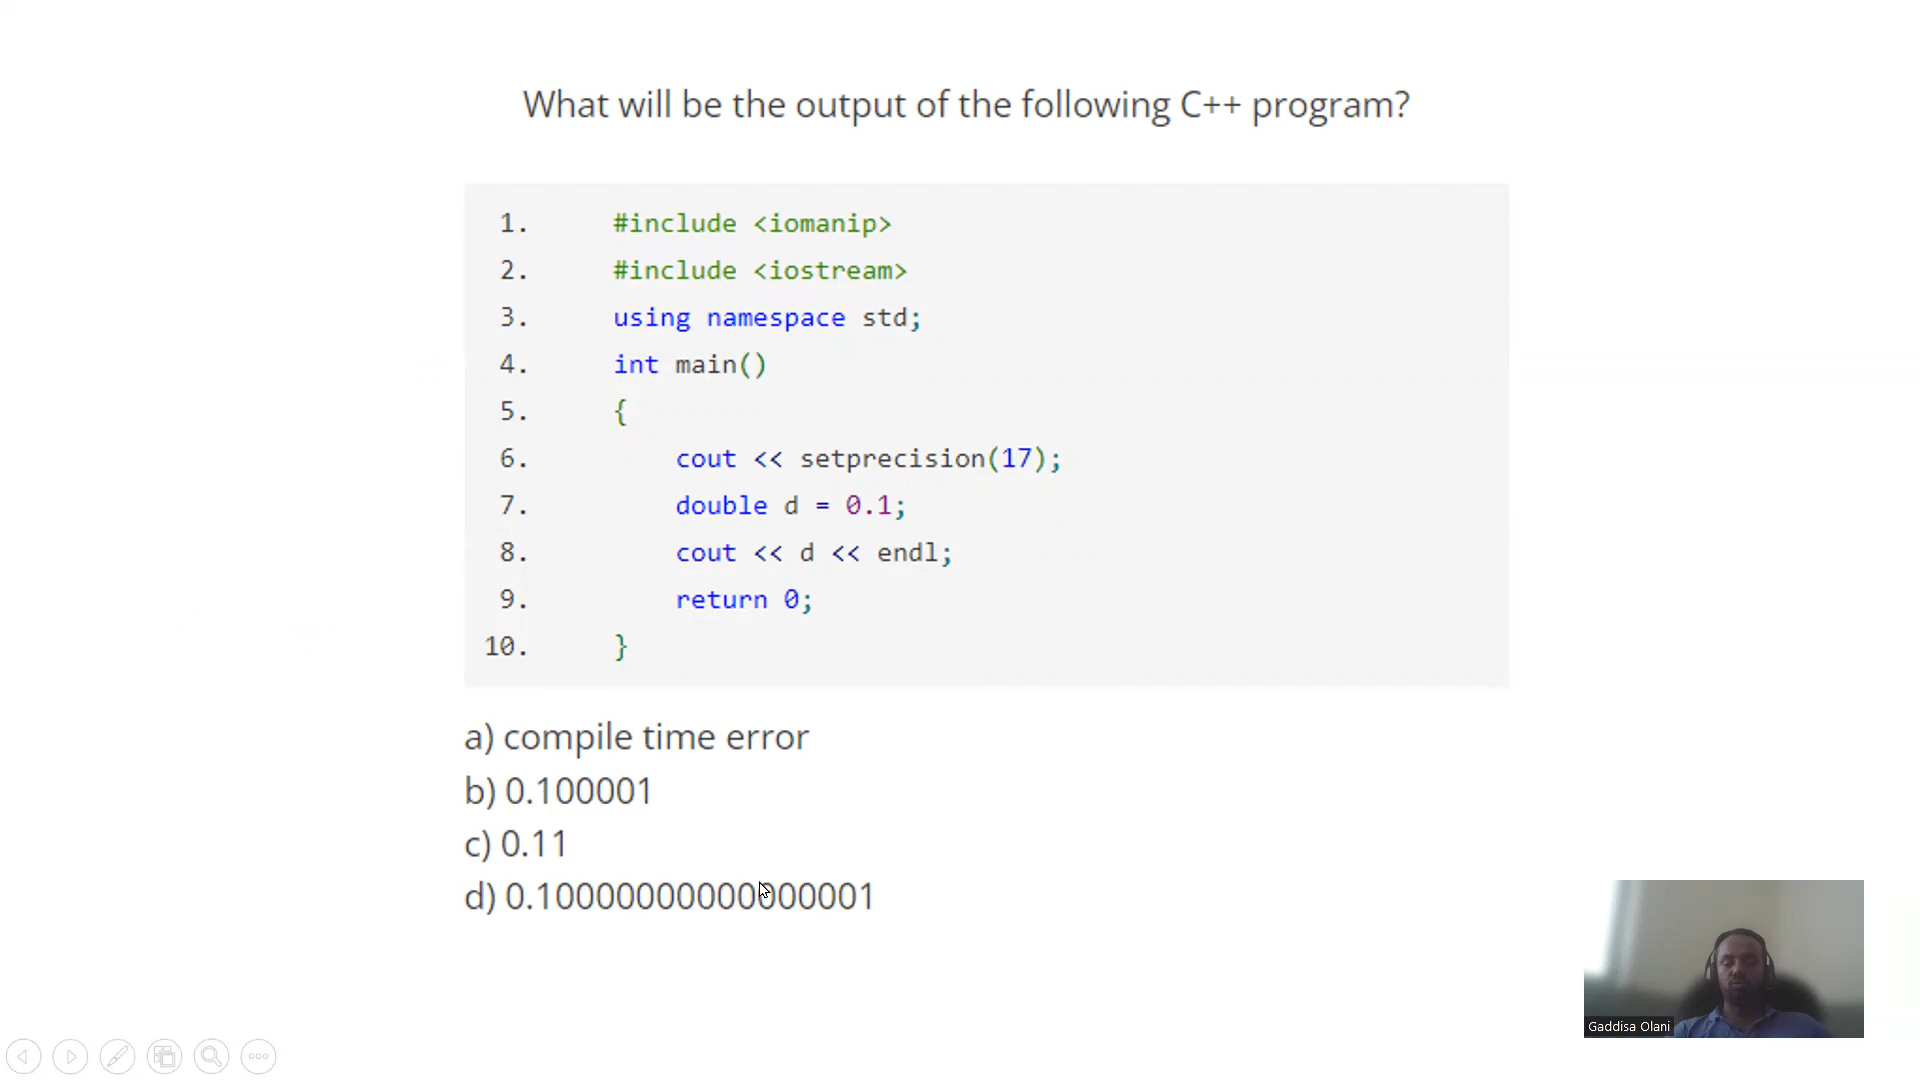 What will be the output of the following C++ program?
1. #include <iomanip>
2. #include <iostream>
3. using namespace std;
4. int main()
5. {
6. cout << setprecision(17);
7. double d = 0.1;
8. cout << d << endl;
9. return 0;
10. }
a) compile time error
b) 0.100001
c) 0.11
d) 0.10000000000000001
Gaddisa Olani